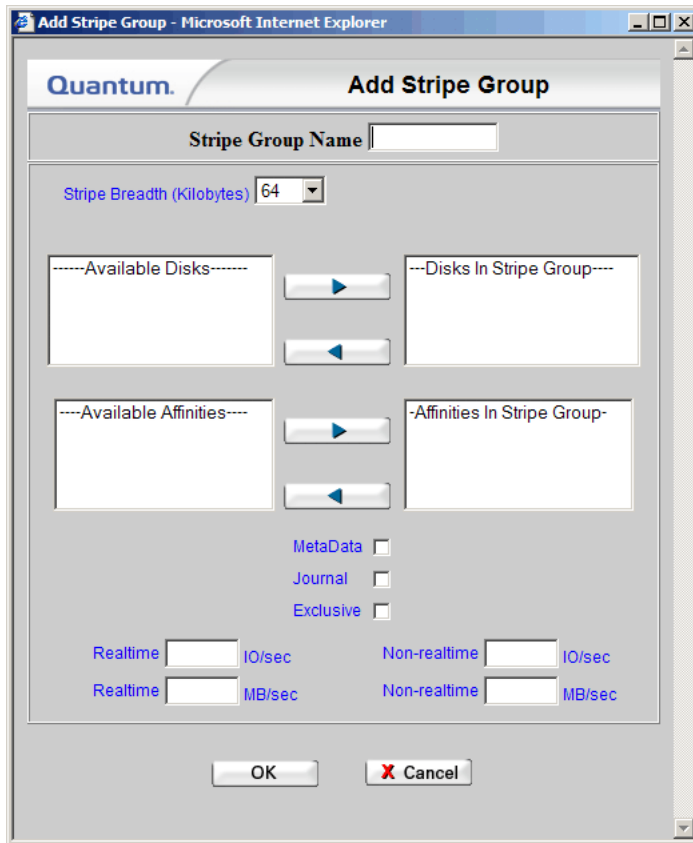 Add Stripe Group - Microsoft Internet Explorer
Quantum. Add Stripe Group
Stripe Group Name
Stripe Breadth (Kilobytes) 64
------Available Disks------- ---Disks In Stripe Group----
----Available Affinities---- -Affinities In Stripe Group-
MetaData
Journal
Exclusive
Realtime IO/sec Non-realtime IO/sec
Realtime MB/sec Non-realtime MB/sec
OK X Cancel